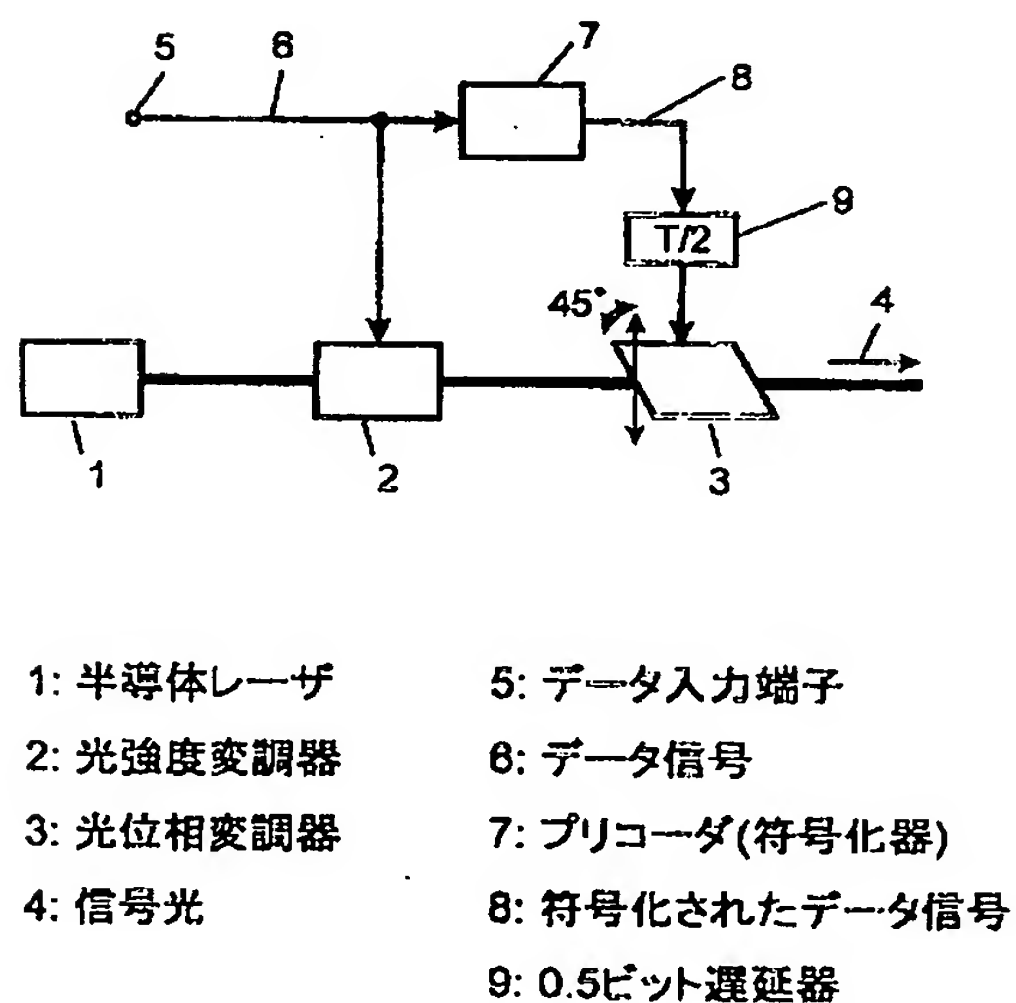 5
6
7
8
9
T/2
45°
4
1
2
3
1: 半導体レーザ
2: 光強度変調器
3: 光位相変調器
4: 信号光
5: データ入力端子
6: データ信号
7: プリコーダ(符号化器)
8: 符号化されたデータ信号
9: 0.5ビット遅延器